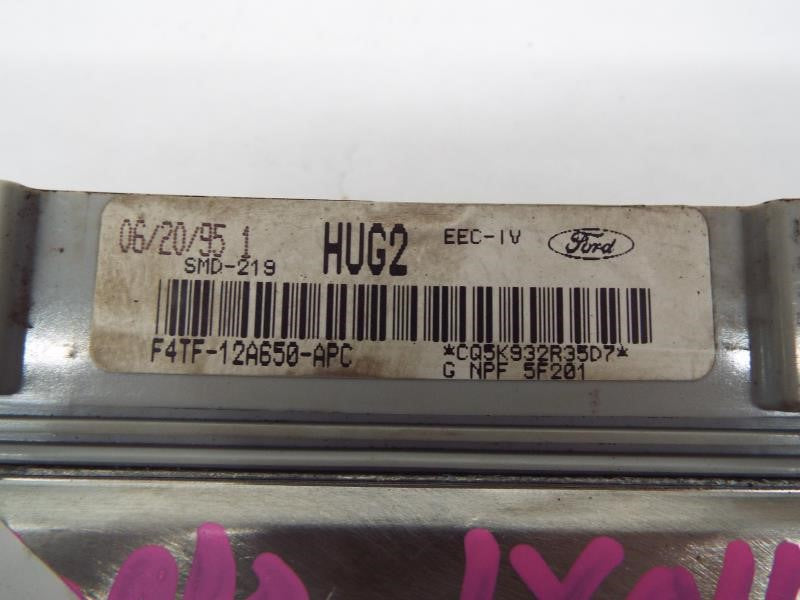 06/20/95 1 HUG2 EEC-IV Ford
SMD-219
F4TF-12A650-APC *CQ5K932R35D7*
G NPF 5F201